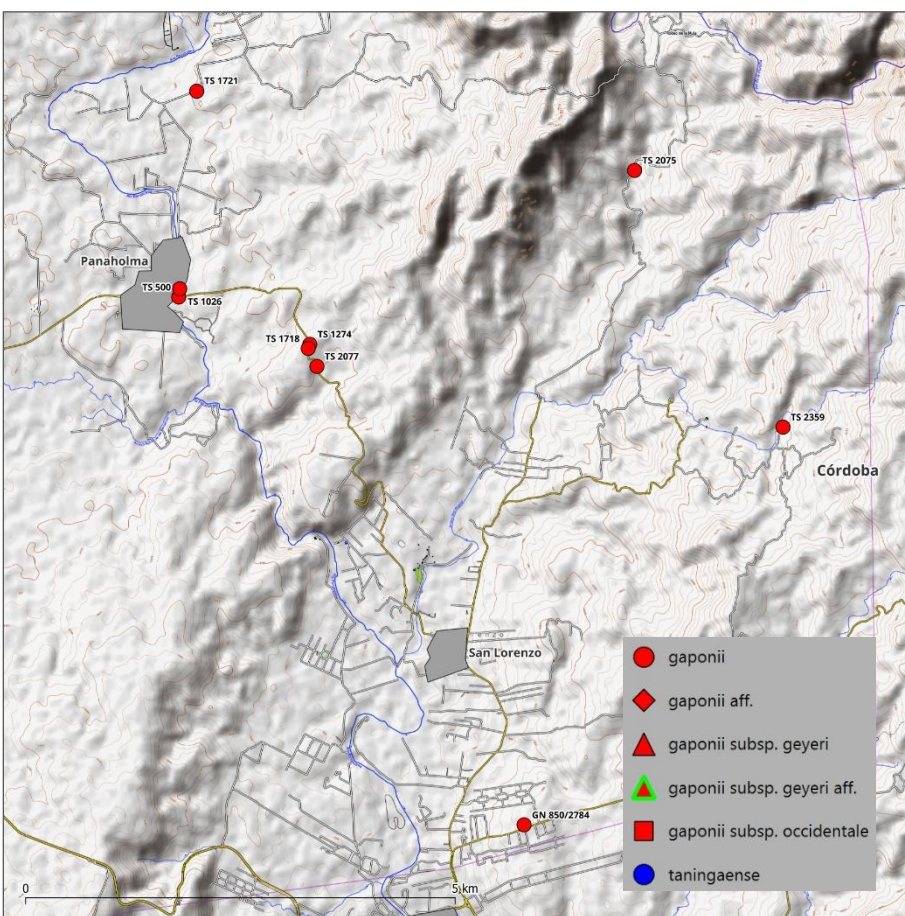 TS 1721
TS 2075
Panaholma
TS 500
TS 1026
TS 1718
TS 1274
TS 2077
TS 2359
Córdoba
San Lorenzo
GN 850/2784
gaponii
gaponii aff.
gaponii subsp. geyeri
gaponii subsp. geyeri aff.
gaponii subsp. occidentale
taningaense
0
5 km